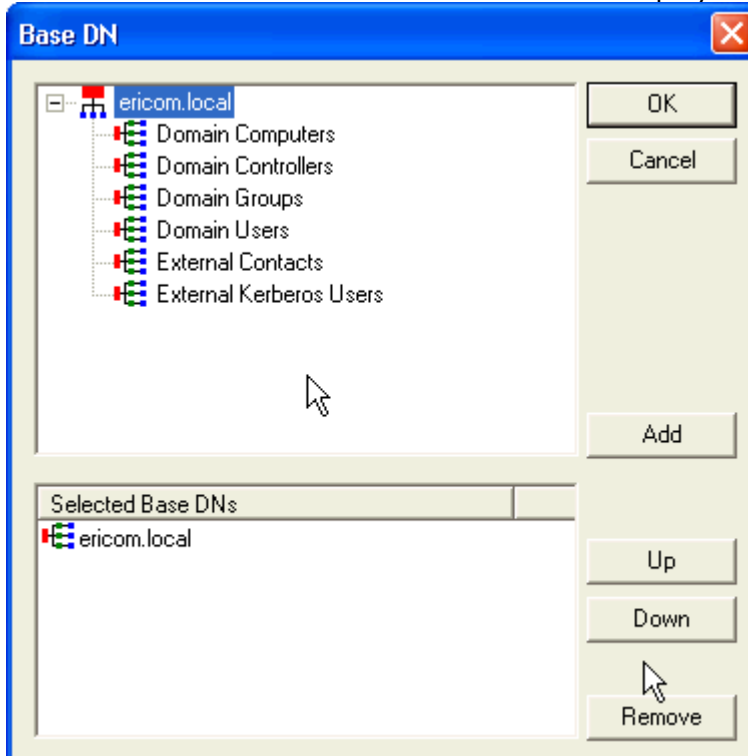 Base DN
ericom.local
OK
Domain Computers
Domain Controllers
Cancel
Domain Groups
Domain Users
External Contacts
External Kerberos Users
Add
Selected Base DNs
ericom.local
Up
Down
Remove